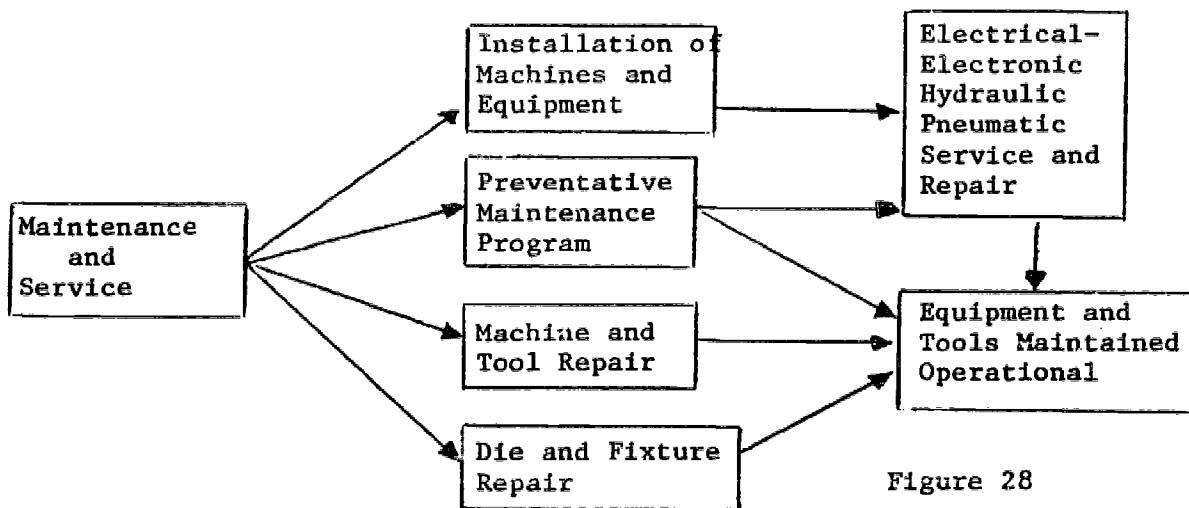 Installation of
Machines and
Equipment
Electrical-
Electronic
Hydraulic
Pneumatic
Service and
Repair
Preventative
Maintenance
Program
Maintenance
and
Service
Machine and
Tool Repair
Equipment and
Tools Maintained
Operational
Die and Fixture
Repair
Figure 28